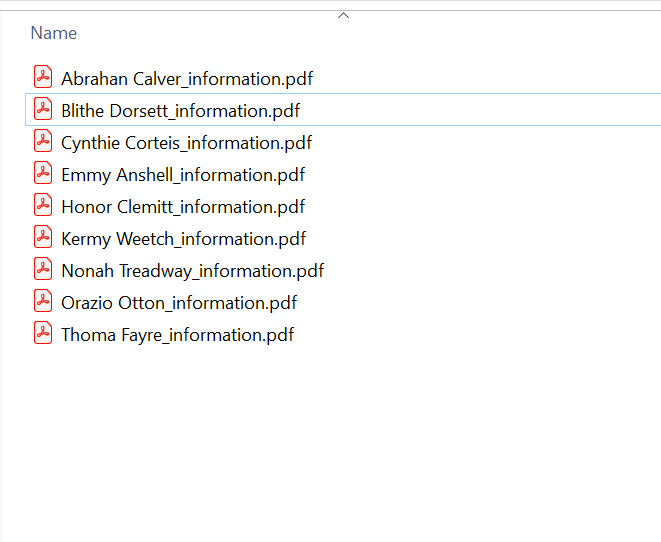 Name
Abrahan Calver_information.pdf
Blithe Dorsett_information.pdf
Cynthie Corteis_information.pdf
Emmy Anshell_information.pdf
Honor Clemitt_information.pdf
Kermy Weetch_information.pdf
Nonah Treadway_information.pdf
Orazio Otton_information.pdf
Thoma Fayre_information.pdf